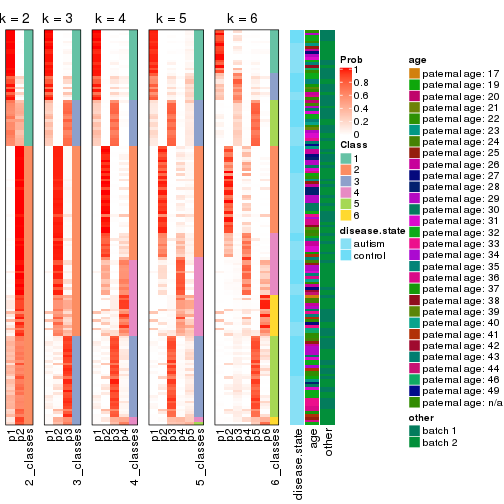 k = 2
k = 3
k = 4
k = 5
k = 6
p1
p2
2_classes
p1
p2
p3
3_classes
p1
p2
p3
p4
4_classes
p1
p2
p3
p4
p5
5_classes
p1
p2
p3
p4
p5
p6
6_classes
disease.state
age
other
Prob
1
0.8
0.6
0.4
0.2
0
Class
1
2
3
4
5
6
disease.state
autism
control
age
paternal age: 17
paternal age: 19
paternal age: 20
paternal age: 21
paternal age: 22
paternal age: 23
paternal age: 24
paternal age: 25
paternal age: 26
paternal age: 27
paternal age: 28
paternal age: 29
paternal age: 30
paternal age: 31
paternal age: 32
paternal age: 33
paternal age: 34
paternal age: 35
paternal age: 36
paternal age: 37
paternal age: 38
paternal age: 39
paternal age: 40
paternal age: 41
paternal age: 42
paternal age: 43
paternal age: 44
paternal age: 46
paternal age: 49
paternal age: n/a
other
batch 1
batch 2